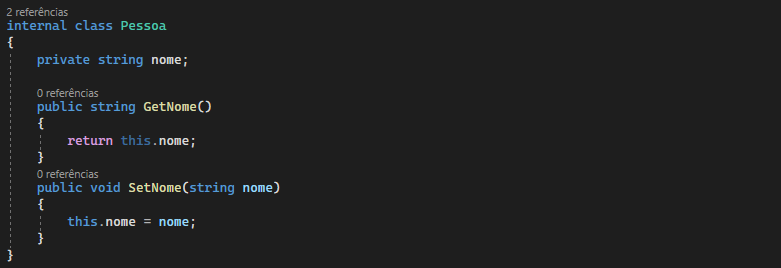 2 referências
internal class Pessoa
{
private string nome;
0 referências
public string GetNome()
{
return this.nome;
}
0 referências
public void SetNome(string nome)
{
this.nome = nome;
}
}